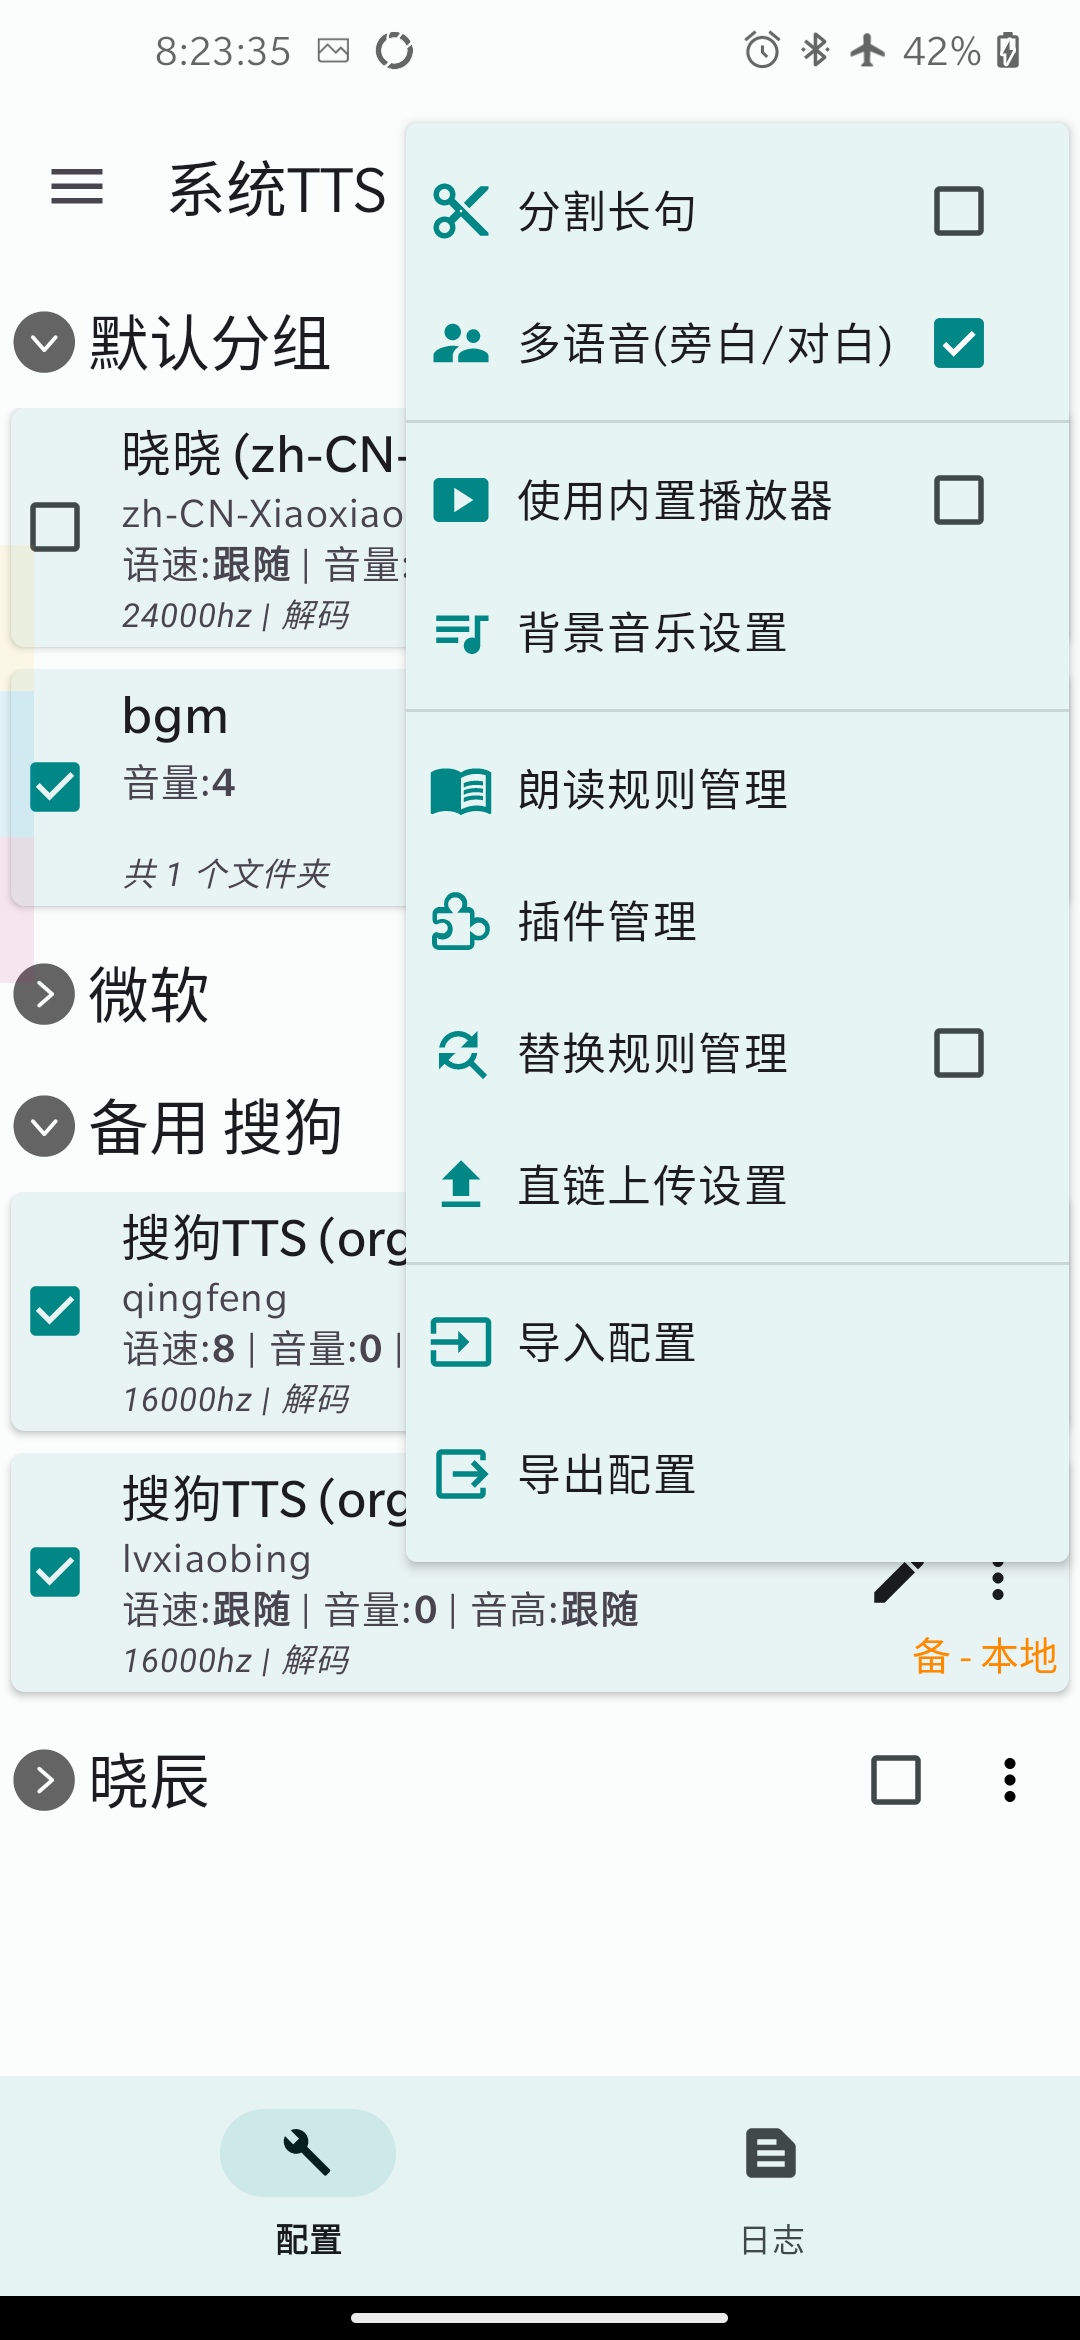 8:23:35
42%
系统TTS
分割长句
多语音(旁白/对白)
使用内置播放器
背景音乐设置
朗读规则管理
插件管理
替换规则管理
直链上传设置
导入配置
导出配置
默认分组
晓晓 (zh-CN-
zh-CN-Xiaoxiao
语速:跟随 | 音量:
24000hz | 解码
bgm
音量:4
共 1 个文件夹
微软
备用 搜狗
搜狗TTS (org
qingfeng
语速:8 | 音量:0 |
16000hz | 解码
搜狗TTS (org
lvxiaobing
语速:跟随 | 音量:0 | 音高:跟随
16000hz | 解码
备 - 本地
晓辰
配置
日志